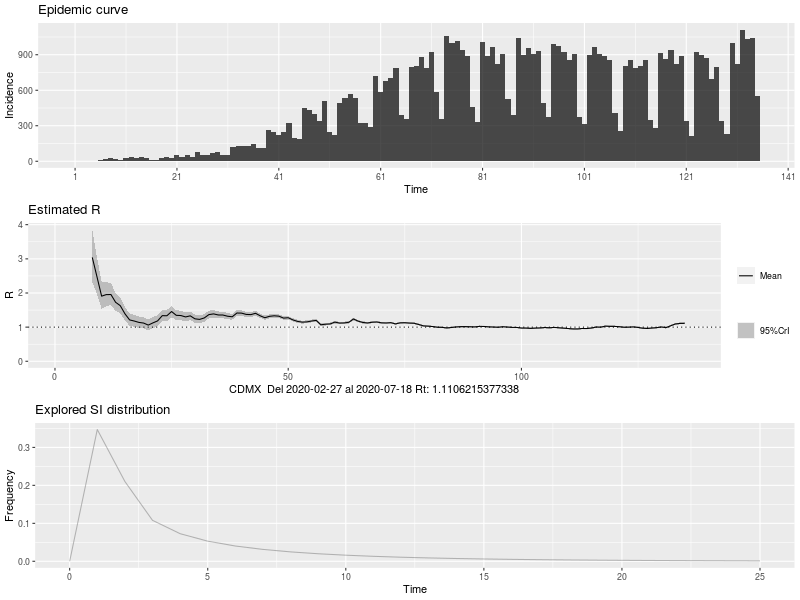 Epidemic curve
900
600
300
0
Incidence
1 21 41 61 81 101 121 141
Time
Estimated R
4
3
2
1
0
R
Mean
95%CrI
0 50 100
CDMX  Del 2020-02-27 al 2020-07-18 Rt: 1.1106215377338
Explored SI distribution
0.3
0.2
0.1
0.0
Frequency
0 5 10 15 20 25
Time